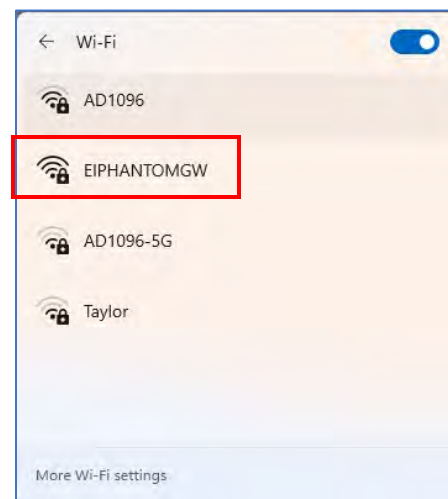 Wi-Fi
AD1096
EIPHANTOMGW
AD1096-5G
Taylor
More Wi-Fi settings